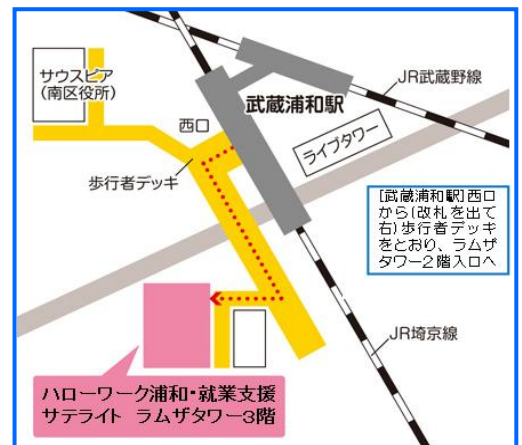 サウスピア
(南区役所)
JR武蔵野線
武蔵浦和駅
西口
ライブタワー
歩行者デッキ
[武蔵浦和駅]西口
から(改札を出て
右)歩行者デッキ
をとおり、ラムザ
タワー2階入口へ
JR埼京線
ハローワーク浦和・就業支援
サテライト ラムザタワー3階